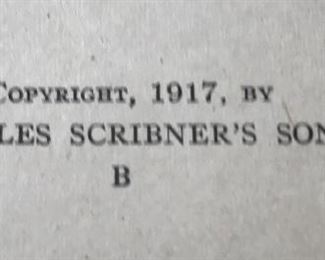 COPYRIGHT, 1917, BY
LES SCRIBNER'S SON
B